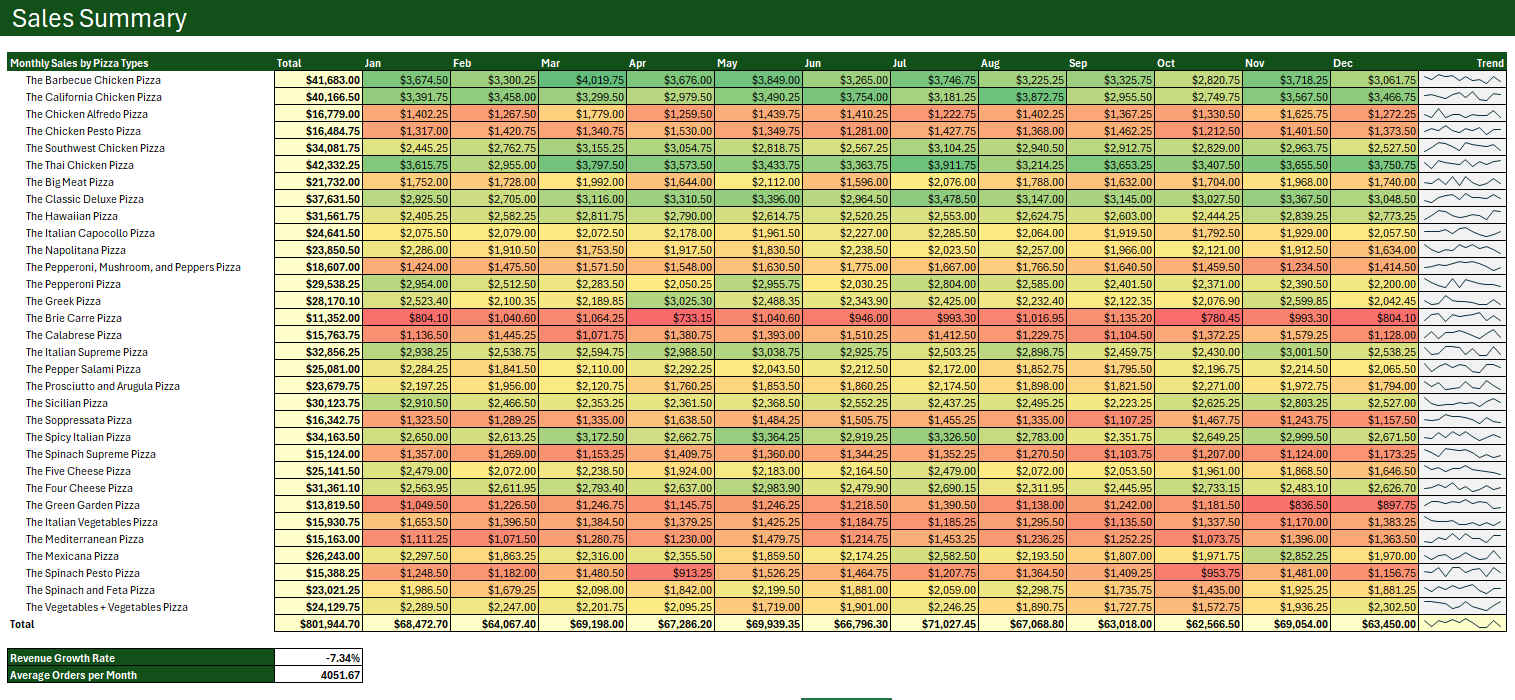 Sales Summary
Monthly Sales by Pizza Types Total Jan Feb Mar Apr May Jun Jul Aug Sep Oct Nov Dec Trend
The Barbecue Chicken Pizza $41,683.00 $3,674.50 $3,300.25 $4,019.75 $3,676.00 $3,849.00 $3,265.00 $3,746.75 $3,225.25 $3,325.75 $2,820.75 $3,718.25 $3,061.75
The California Chicken Pizza $40,166.50 $3,391.75 $3,458.00 $3,299.50 $2,979.50 $3,490.25 $3,754.00 $3,181.25 $3,872.75 $2,955.50 $2,749.75 $3,567.50 $3,466.75
The Chicken Alfredo Pizza $16,779.00 $1,402.25 $1,267.50 $1,779.00 $1,259.50 $1,439.75 $1,410.25 $1,222.75 $1,402.25 $1,367.25 $1,330.50 $1,625.75 $1,272.25
The Chicken Pesto Pizza $16,484.75 $1,317.00 $1,420.75 $1,340.75 $1,530.00 $1,349.75 $1,281.00 $1,427.75 $1,368.00 $1,462.25 $1,212.50 $1,401.50 $1,373.50
The Southwest Chicken Pizza $34,081.75 $2,445.25 $2,762.75 $3,155.25 $3,054.75 $2,818.75 $2,567.25 $3,104.25 $2,940.50 $2,912.75 $2,829.00 $2,963.75 $2,527.50
The Thai Chicken Pizza $42,332.25 $3,615.75 $2,955.00 $3,797.50 $3,573.50 $3,433.75 $3,363.75 $3,911.75 $3,214.25 $3,653.25 $3,407.50 $3,655.50 $3,750.75
The Big Meat Pizza $21,732.00 $1,752.00 $1,728.00 $1,992.00 $1,644.00 $2,112.00 $1,596.00 $2,076.00 $1,788.00 $1,632.00 $1,704.00 $1,968.00 $1,740.00
The Classic Deluxe Pizza $37,631.50 $2,925.50 $2,705.00 $3,116.00 $3,310.50 $3,396.00 $2,964.50 $3,478.50 $3,147.00 $3,145.00 $3,027.50 $3,367.50 $3,048.50
The Hawaiian Pizza $31,561.75 $2,405.25 $2,582.25 $2,811.75 $2,790.00 $2,614.75 $2,520.25 $2,553.00 $2,624.75 $2,603.00 $2,444.25 $2,839.25 $2,773.25
The Italian Capocollo Pizza $24,641.50 $2,075.50 $2,079.00 $2,072.50 $2,178.00 $1,961.50 $2,227.00 $2,285.50 $2,064.00 $1,919.50 $1,792.50 $1,929.00 $2,057.50
The Napolitana Pizza $23,850.50 $2,286.00 $1,910.50 $1,753.50 $1,917.50 $1,830.50 $2,238.50 $2,023.50 $2,257.00 $1,966.00 $2,121.00 $1,912.50 $1,634.00
The Pepperoni, Mushroom, and Peppers Pizza $18,607.00 $1,424.00 $1,475.50 $1,571.50 $1,548.00 $1,630.50 $1,775.00 $1,667.00 $1,766.50 $1,640.50 $1,459.50 $1,234.50 $1,414.50
The Pepperoni Pizza $29,538.25 $2,954.00 $2,512.50 $2,283.50 $2,050.25 $2,955.75 $2,030.25 $2,804.00 $2,585.00 $2,401.50 $2,371.00 $2,390.50 $2,200.00
The Greek Pizza $28,170.10 $2,523.40 $2,100.35 $2,189.85 $3,025.30 $2,488.35 $2,343.90 $2,425.00 $2,232.40 $2,122.35 $2,076.90 $2,599.85 $2,042.45
The Brie Carre Pizza $11,352.00 $804.10 $1,040.60 $1,064.25 $733.15 $1,040.60 $946.00 $993.30 $1,016.95 $1,135.20 $780.45 $993.30 $804.10
The Calabrese Pizza $15,763.75 $1,136.50 $1,445.25 $1,071.75 $1,380.75 $1,393.00 $1,510.25 $1,412.50 $1,229.75 $1,104.50 $1,372.25 $1,579.25 $1,128.00
The Italian Supreme Pizza $32,856.25 $2,938.25 $2,538.75 $2,594.75 $2,988.50 $3,038.75 $2,925.75 $2,503.25 $2,898.75 $2,459.75 $2,430.00 $3,001.50 $2,538.25
The Pepper Salami Pizza $25,081.00 $2,284.25 $1,841.50 $2,110.00 $2,292.25 $2,043.50 $2,212.50 $2,172.00 $1,852.75 $1,795.50 $2,196.75 $2,214.50 $2,065.50
The Prosciutto and Arugula Pizza $23,679.75 $2,197.25 $1,956.00 $2,120.75 $1,760.25 $1,853.50 $1,860.25 $2,174.50 $1,898.00 $1,821.50 $2,271.00 $1,972.75 $1,794.00
The Sicilian Pizza $30,123.75 $2,910.50 $2,466.50 $2,353.25 $2,361.50 $2,368.50 $2,552.25 $2,437.25 $2,495.25 $2,223.25 $2,625.25 $2,803.25 $2,527.00
The Soppressata Pizza $16,342.75 $1,323.50 $1,289.25 $1,335.00 $1,638.50 $1,484.25 $1,505.75 $1,455.25 $1,335.00 $1,107.25 $1,467.75 $1,243.75 $1,157.50
The Spicy Italian Pizza $34,163.50 $2,650.00 $2,613.25 $3,172.50 $2,662.75 $3,364.25 $2,919.25 $3,326.50 $2,783.00 $2,351.75 $2,649.25 $2,999.50 $2,671.50
The Spinach Supreme Pizza $15,124.00 $1,357.00 $1,269.00 $1,153.25 $1,409.75 $1,360.00 $1,344.25 $1,352.25 $1,270.50 $1,103.75 $1,207.00 $1,124.00 $1,173.25
The Five Cheese Pizza $25,141.50 $2,479.00 $2,072.00 $2,238.50 $1,924.00 $2,183.00 $2,164.50 $2,479.00 $2,072.00 $2,053.50 $1,961.00 $1,868.50 $1,646.50
The Four Cheese Pizza $31,361.10 $2,563.95 $2,611.95 $2,793.40 $2,637.00 $2,983.90 $2,479.90 $2,690.15 $2,311.95 $2,445.95 $2,733.15 $2,483.10 $2,626.70
The Green Garden Pizza $13,819.50 $1,049.50 $1,226.50 $1,246.75 $1,145.75 $1,246.00 $1,218.50 $1,390.50 $1,138.00 $1,242.00 $1,181.50 $836.50 $897.75
The Italian Vegetables Pizza $15,930.75 $1,653.50 $1,396.50 $1,384.50 $1,379.25 $1,425.25 $1,184.75 $1,185.25 $1,295.50 $1,135.50 $1,337.50 $1,170.00 $1,383.25
The Mediterranean Pizza $15,163.00 $1,111.25 $1,071.50 $1,280.75 $1,230.00 $1,479.75 $1,214.75 $1,453.25 $1,236.25 $1,252.25 $1,073.75 $1,396.00 $1,363.50
The Mexicana Pizza $26,243.00 $2,297.50 $1,863.25 $2,316.00 $2,355.50 $1,859.50 $2,174.25 $2,582.50 $2,193.50 $1,807.00 $1,971.75 $2,852.25 $1,970.00
The Spinach Pesto Pizza $15,388.25 $1,248.50 $1,182.00 $1,480.50 $913.25 $1,526.25 $1,464.75 $1,207.75 $1,364.50 $1,409.25 $953.75 $1,481.00 $1,156.75
The Spinach and Feta Pizza $23,021.25 $1,986.50 $1,679.25 $2,098.00 $1,842.00 $2,199.50 $1,881.00 $2,059.00 $2,298.75 $1,735.75 $1,435.00 $1,925.25 $1,881.25
The Vegetables + Vegetables Pizza $24,129.75 $2,289.50 $2,247.00 $2,201.75 $2,095.25 $1,719.00 $1,901.00 $2,246.25 $1,890.75 $1,727.75 $1,572.75 $1,936.25 $2,302.50
Total $801,944.70 $68,472.70 $64,067.40 $69,198.00 $67,286.20 $69,939.35 $66,796.30 $71,027.45 $67,068.80 $63,018.00 $62,566.50 $69,054.00 $63,450.00
Revenue Growth Rate -7.34%
Average Orders per Month 4051.67